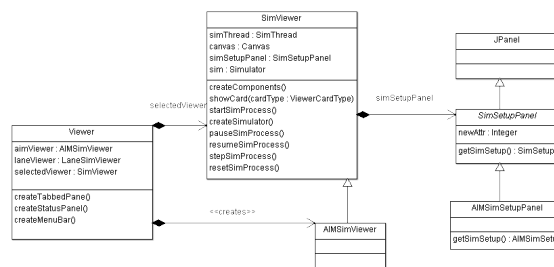 SimViewer
simThread : SimThread
canvas : Canvas
simSetupPanel : SimSetupPanel
sim : Simulator
createComponents()
showCard(cardType : ViewerCardType)
startSimProcess()
createSimulator()
pauseSimProcess()
resumeSimProcess()
stepSimProcess()
resetSimProcess()
JPanel
selectedViewer
simSetupPanel
SimSetupPanel
newAttr : Integer
getSimSetup() : SimSetup
Viewer
aimViewer : AIMSimViewer
laneViewer : LaneSimViewer
selectedViewer : SimViewer
createTabbedPane()
createStatusPanel()
createMenuBar()
<<creates>>
AIMSimViewer
AIMSimSetupPanel
getSimSetup() : AIMSimSetu